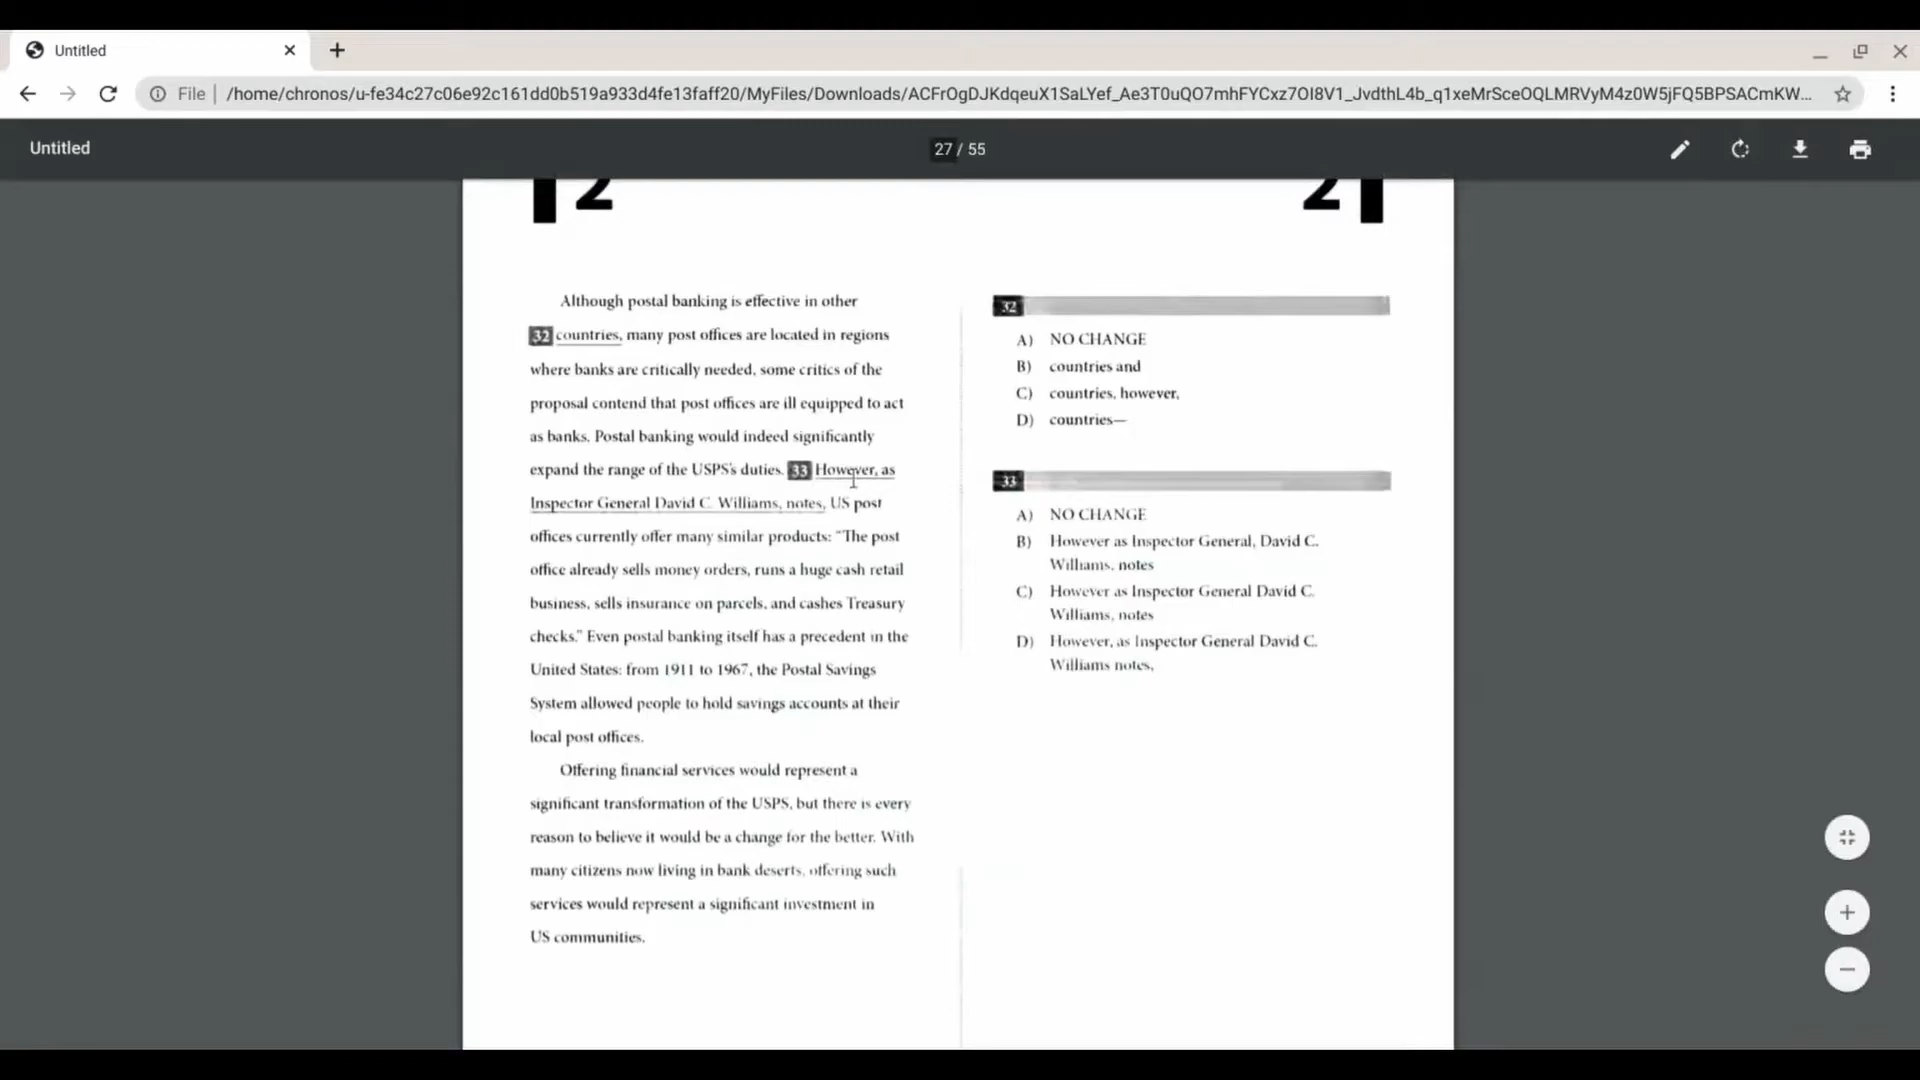 Untitled
File
/home/chronos/u-fe34c27c06e92c161dd0b519a933d4fe13faff20/MyFiles/Downloads/ACFrOgDJKdqeuX1SaLYef_Ae3T0uQO7mhFYCxz7OI8V1_JvdthL4b_q1xeMrSceOQLMRVyM4z0W5jFQ5BPSACmKW...
Untitled
27 / 55
2
2
Although postal banking is effective in other
32 countries, many post offices are located in regions
where banks are critically needed, some critics of the
proposal contend that post offices are ill equipped to act
as banks. Postal banking would indeed significantly
expand the range of the USPS's duties. 33 However, as
Inspector General David C. Williams, notes, US post
offices currently offer many similar products: "The post
office already sells money orders, runs a huge cash retail
business, sells insurance on parcels, and cashes Treasury
checks." Even postal banking itself has a precedent in the
United States: from 1911 to 1967, the Postal Savings
System allowed people to hold savings accounts at their
local post offices.
Offering financial services would represent a
significant transformation of the USPS, but there is every
reason to believe it would be a change for the better. With
many citizens now living in bank deserts, offering such
services would represent a significant investment in
US communities.
32
A) NO CHANGE
B) countries and
C) countries, however,
D) countries—
33
A) NO CHANGE
B) However as Inspector General, David C.
Williams, notes
C) However as Inspector General David C.
Williams, notes
D) However, as Inspector General David C.
Williams notes,